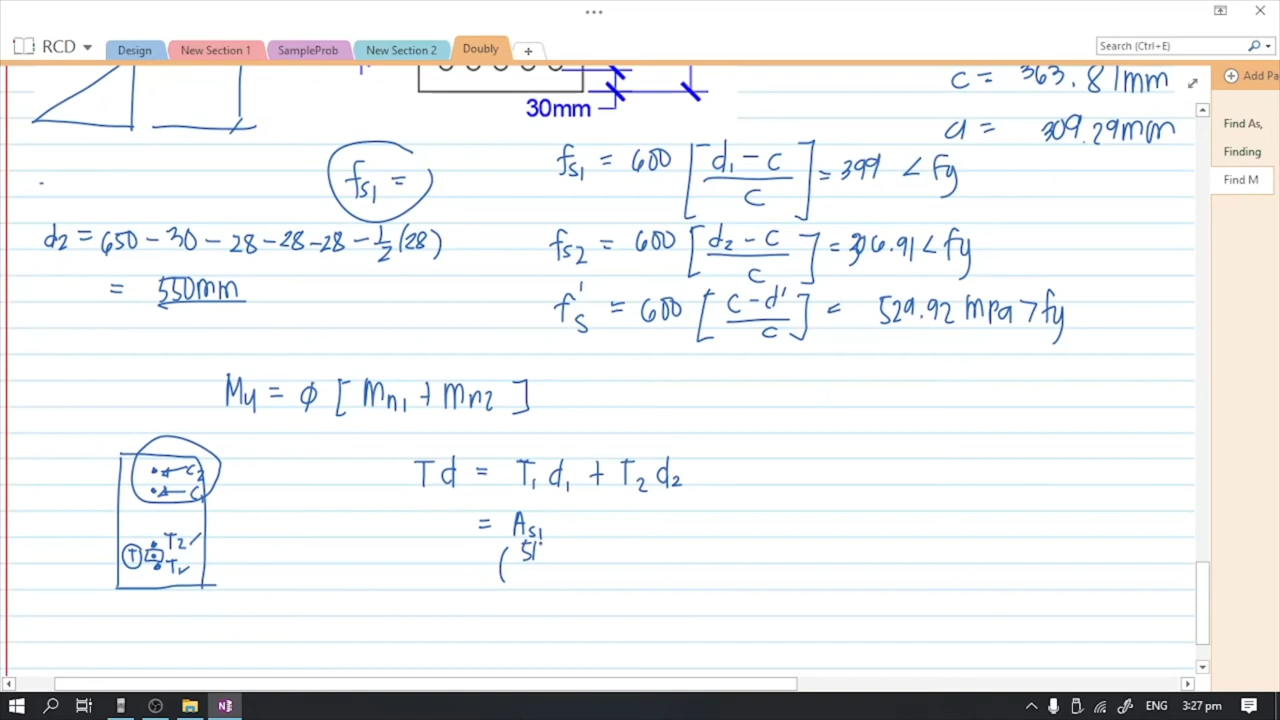 RCD
Design
New Section 1
SampleProb
New Section 2
Doubly
Search (Ctrl+E)
Add Pa
Find As,
Finding
Find M
30mm
c = 363.81mm
a = 309.29mm
fs1 =
fs1 = 600 [d1 - c / c] = 399 < Fy
d2 = 650 - 30 - 28 - 28 - 28 - 1/2 (28)
= 550mm
fs2 = 600 [d2 - c / c] = 306.91 < fy
f's = 600 [c - d' / c] = 529.92 mpa > fy
Mu = φ [Mn1 + Mn2]
C2
C1
T2
T
T1
Td = T1 d1 + T2 d2
= As1
( 51
ENG
3:27 pm